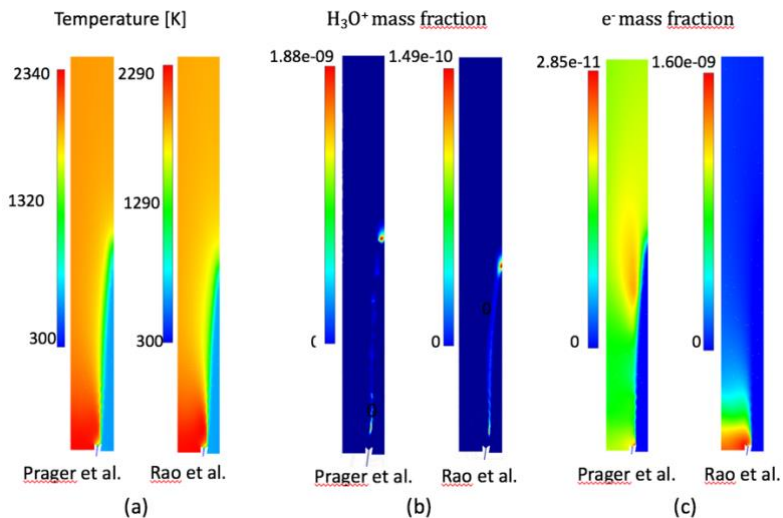 Temperature [K]
H₃O⁺ mass fraction
e⁻ mass fraction
2340
2290
1.88e-09
1.49e-10
2.85e-11
1.60e-09
1320
1290
300
300
0
0
0
0
0
0
Prager et al.
Rao et al.
Prager et al.
Rao et al.
Prager et al.
Rao et al.
(a)
(b)
(c)